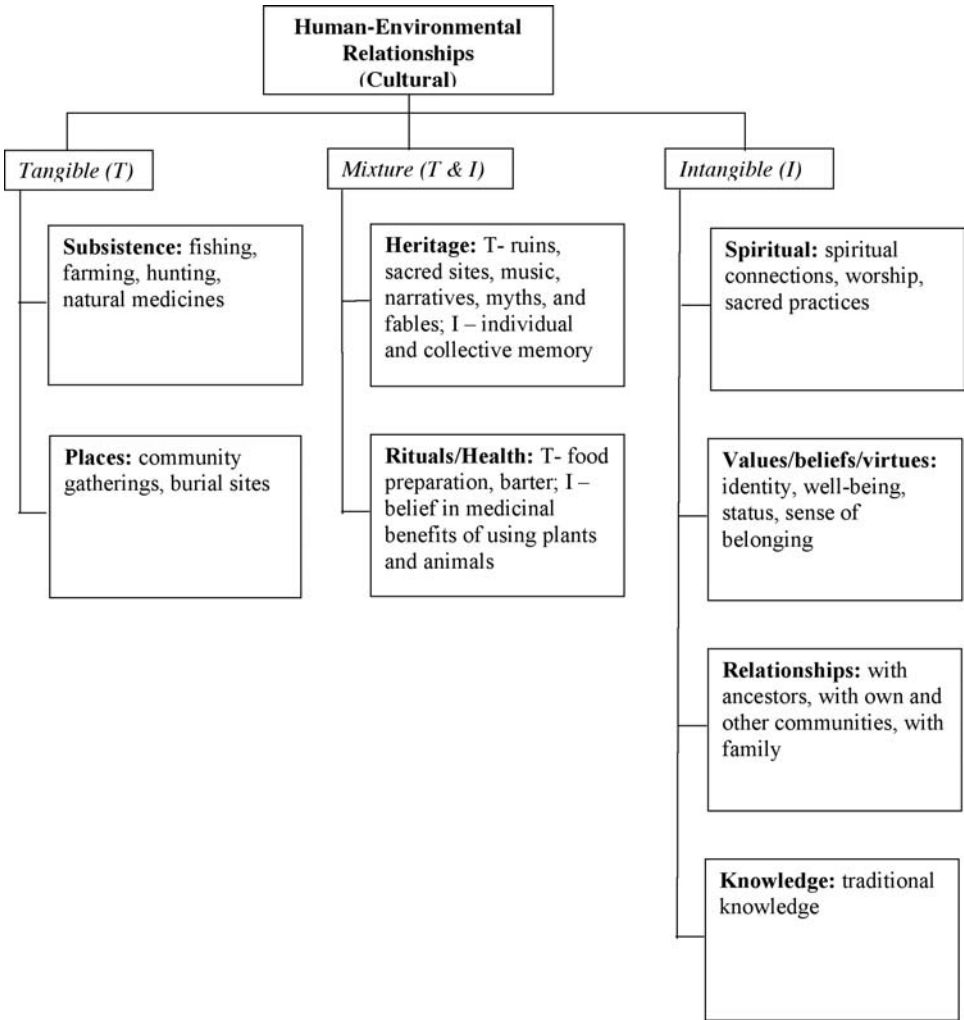 Human-Environmental
Relationships
(Cultural)
Tangible (T)
Mixture (T & I)
Intangible (I)
Subsistence: fishing,
farming, hunting,
natural medicines
Places: community
gatherings, burial sites
Heritage: T- ruins,
sacred sites, music,
narratives, myths, and
fables; I – individual
and collective memory
Rituals/Health: T- food
preparation, barter; I –
belief in medicinal
benefits of using plants
and animals
Spiritual: spiritual
connections, worship,
sacred practices
Values/beliefs/virtues:
identity, well-being,
status, sense of
belonging
Relationships: with
ancestors, with own and
other communities, with
family
Knowledge: traditional
knowledge